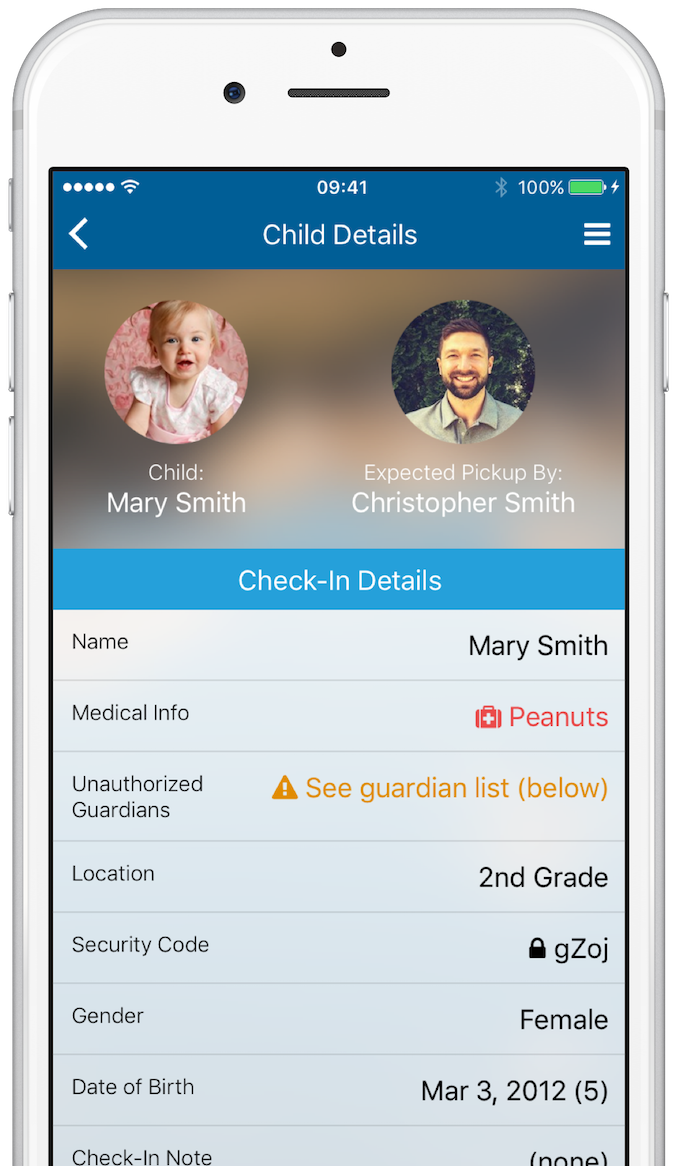 09:41
100%
Child Details
Child:
Expected Pickup By:
Mary Smith
Christopher Smith
Check-In Details
Name
Mary Smith
Medical Info
Peanuts
Unauthorized
Guardians
See guardian list (below)
Location
2nd Grade
Security Code
gZoj
Gender
Female
Date of Birth
Mar 3, 2012 (5)
Check-In Note
(none)